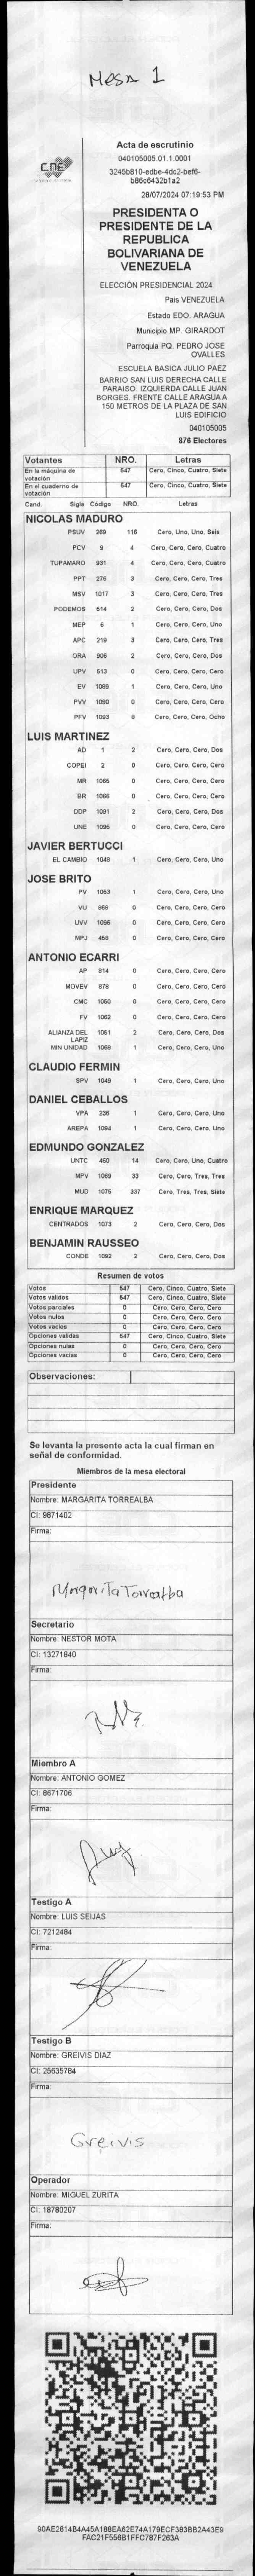 MESA 1
CNE
Acta de escrutinio
040105005.01.1.0001
3245b810-edbe-4dc2-bef6-
b86c6432b1a2
28/07/2024 07:19:53 PM
PRESIDENTA O
PRESIDENTE DE LA
REPUBLICA
BOLIVARIANA DE
VENEZUELA
ELECCIÓN PRESIDENCIAL 2024
Pais VENEZUELA
Estado EDO. ARAGUA
Municipio MP. GIRARDOT
Parroquia PQ. PEDRO JOSE
OVALLES
ESCUELA BASICA JULIO PAEZ
BARRIO SAN LUIS DERECHA CALLE
PARAISO. IZQUIERDA CALLE JUAN
BORGES. FRENTE CALLE ARAGUA A
150 METROS DE LA PLAZA DE SAN
LUIS EDIFICIO
040105005
876 Electores
Votantes NRO. Letras
En la máquina de votación 547 Cero, Cinco, Cuatro, Siete
En el cuaderno de votación 547 Cero, Cinco, Cuatro, Siete
Cand. Sigla Código NRO. Letras
NICOLAS MADURO
PSUV 269 116 Cero, Uno, Uno, Seis
PCV 9 4 Cero, Cero, Cero, Cuatro
TUPAMARO 931 4 Cero, Cero, Cero, Cuatro
PPT 276 3 Cero, Cero, Cero, Tres
MSV 1017 3 Cero, Cero, Cero, Tres
PODEMOS 514 2 Cero, Cero, Cero, Dos
MEP 6 1 Cero, Cero, Cero, Uno
APC 219 3 Cero, Cero, Cero, Tres
ORA 906 2 Cero, Cero, Cero, Dos
UPV 613 0 Cero, Cero, Cero, Cero
EV 1089 1 Cero, Cero, Cero, Uno
PVV 1090 0 Cero, Cero, Cero, Cero
PFV 1093 8 Cero, Cero, Cero, Ocho
LUIS MARTINEZ
AD 1 2 Cero, Cero, Cero, Dos
COPEI 2 0 Cero, Cero, Cero, Cero
MR 1065 0 Cero, Cero, Cero, Cero
BR 1066 0 Cero, Cero, Cero, Cero
DDP 1091 2 Cero, Cero, Cero, Dos
UNE 1095 0 Cero, Cero, Cero, Cero
JAVIER BERTUCCI
EL CAMBIO 1048 1 Cero, Cero, Cero, Uno
JOSE BRITO
PV 1053 1 Cero, Cero, Cero, Uno
VU 868 0 Cero, Cero, Cero, Cero
UVV 1096 0 Cero, Cero, Cero, Cero
MPJ 458 0 Cero, Cero, Cero, Cero
ANTONIO ECARRI
AP 814 0 Cero, Cero, Cero, Cero
MOVEV 878 0 Cero, Cero, Cero, Cero
CMC 1050 0 Cero, Cero, Cero, Cero
FV 1062 0 Cero, Cero, Cero, Cero
ALIANZA DEL LAPIZ 1051 2 Cero, Cero, Cero, Dos
MIN UNIDAD 1068 1 Cero, Cero, Cero, Uno
CLAUDIO FERMIN
SPV 1049 1 Cero, Cero, Cero, Uno
DANIEL CEBALLOS
VPA 236 1 Cero, Cero, Cero, Uno
AREPA 1094 1 Cero, Cero, Cero, Uno
EDMUNDO GONZALEZ
UNTC 460 14 Cero, Cero, Uno, Cuatro
MPV 1069 33 Cero, Cero, Tres, Tres
MUD 1075 337 Cero, Tres, Tres, Siete
ENRIQUE MARQUEZ
CENTRADOS 1073 2 Cero, Cero, Cero, Dos
BENJAMIN RAUSSEO
CONDE 1092 2 Cero, Cero, Cero, Dos
Resumen de votos
Votos 547 Cero, Cinco, Cuatro, Siete
Votos validos 547 Cero, Cinco, Cuatro, Siete
Votos parciales 0 Cero, Cero, Cero, Cero
Votos nulos 0 Cero, Cero, Cero, Cero
Votos vacios 0 Cero, Cero, Cero, Cero
Opciones validas 547 Cero, Cinco, Cuatro, Siete
Opciones nulas 0 Cero, Cero, Cero, Cero
Opciones vacias 0 Cero, Cero, Cero, Cero
Observaciones:
Se levanta la presente acta la cual firman en
señal de conformidad.
Miembros de la mesa electoral
Presidente
Nombre: MARGARITA TORREALBA
CI: 9871402
Firma:
Margarita Torrealba
Secretario
Nombre: NESTOR MOTA
CI: 13271840
Firma:
Miembro A
Nombre: ANTONIO GOMEZ
CI: 8671706
Firma:
Testigo A
Nombre: LUIS SEIJAS
CI: 7212484
Firma:
Testigo B
Nombre: GREIVIS DIAZ
CI: 25635784
Firma:
Greivis
Operador
Nombre: MIGUEL ZURITA
CI: 18780207
Firma:
90AE2814B4A45A188EA62E74A179ECF383BB2A43E9
FAC21F556B1FFC787F263A